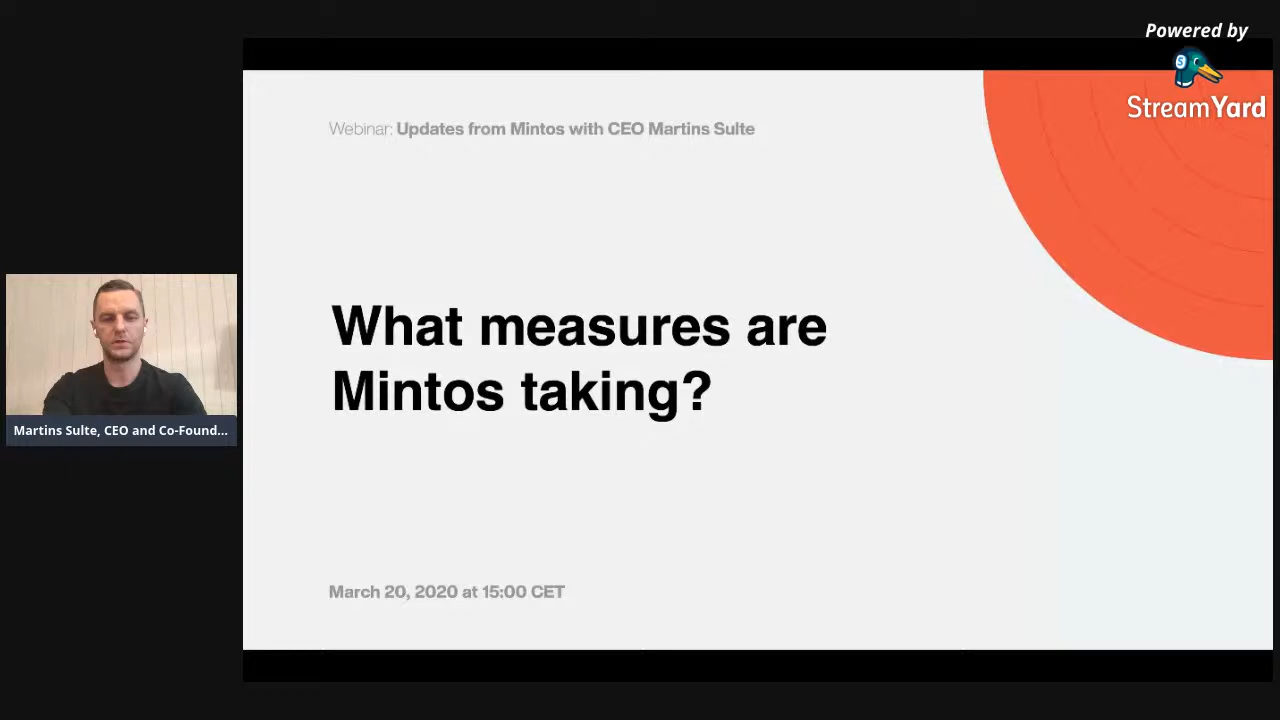 Powered by
StreamYard
Webinar: Updates from Mintos with CEO Martins Sulte
What measures are
Mintos taking?
Martins Sulte, CEO and Co-Found...
March 20, 2020 at 15:00 CET